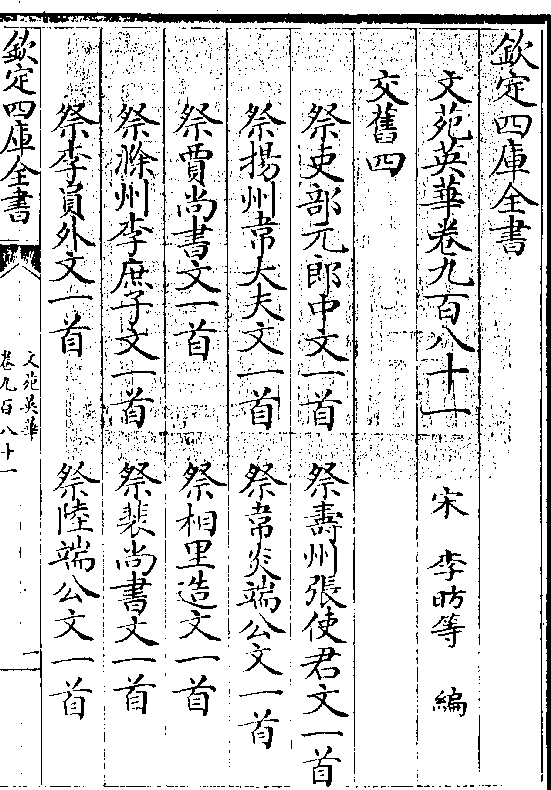 欽定四庫全書
文苑英華卷九百八十一　宋　李昉等　編
交舊四
祭吏部元郎中文一首　祭壽州張使君文一首
祭揚州韋大夫文一首　祭韋炎端公文一首
祭賈尚書文一首　祭相里造文一首
祭滁州李庶子文一首　祭裴尚書文一首
祭李員外文一首　祭陸端公文一首
欽定四庫全書
文苑英華
卷九百八十一
一